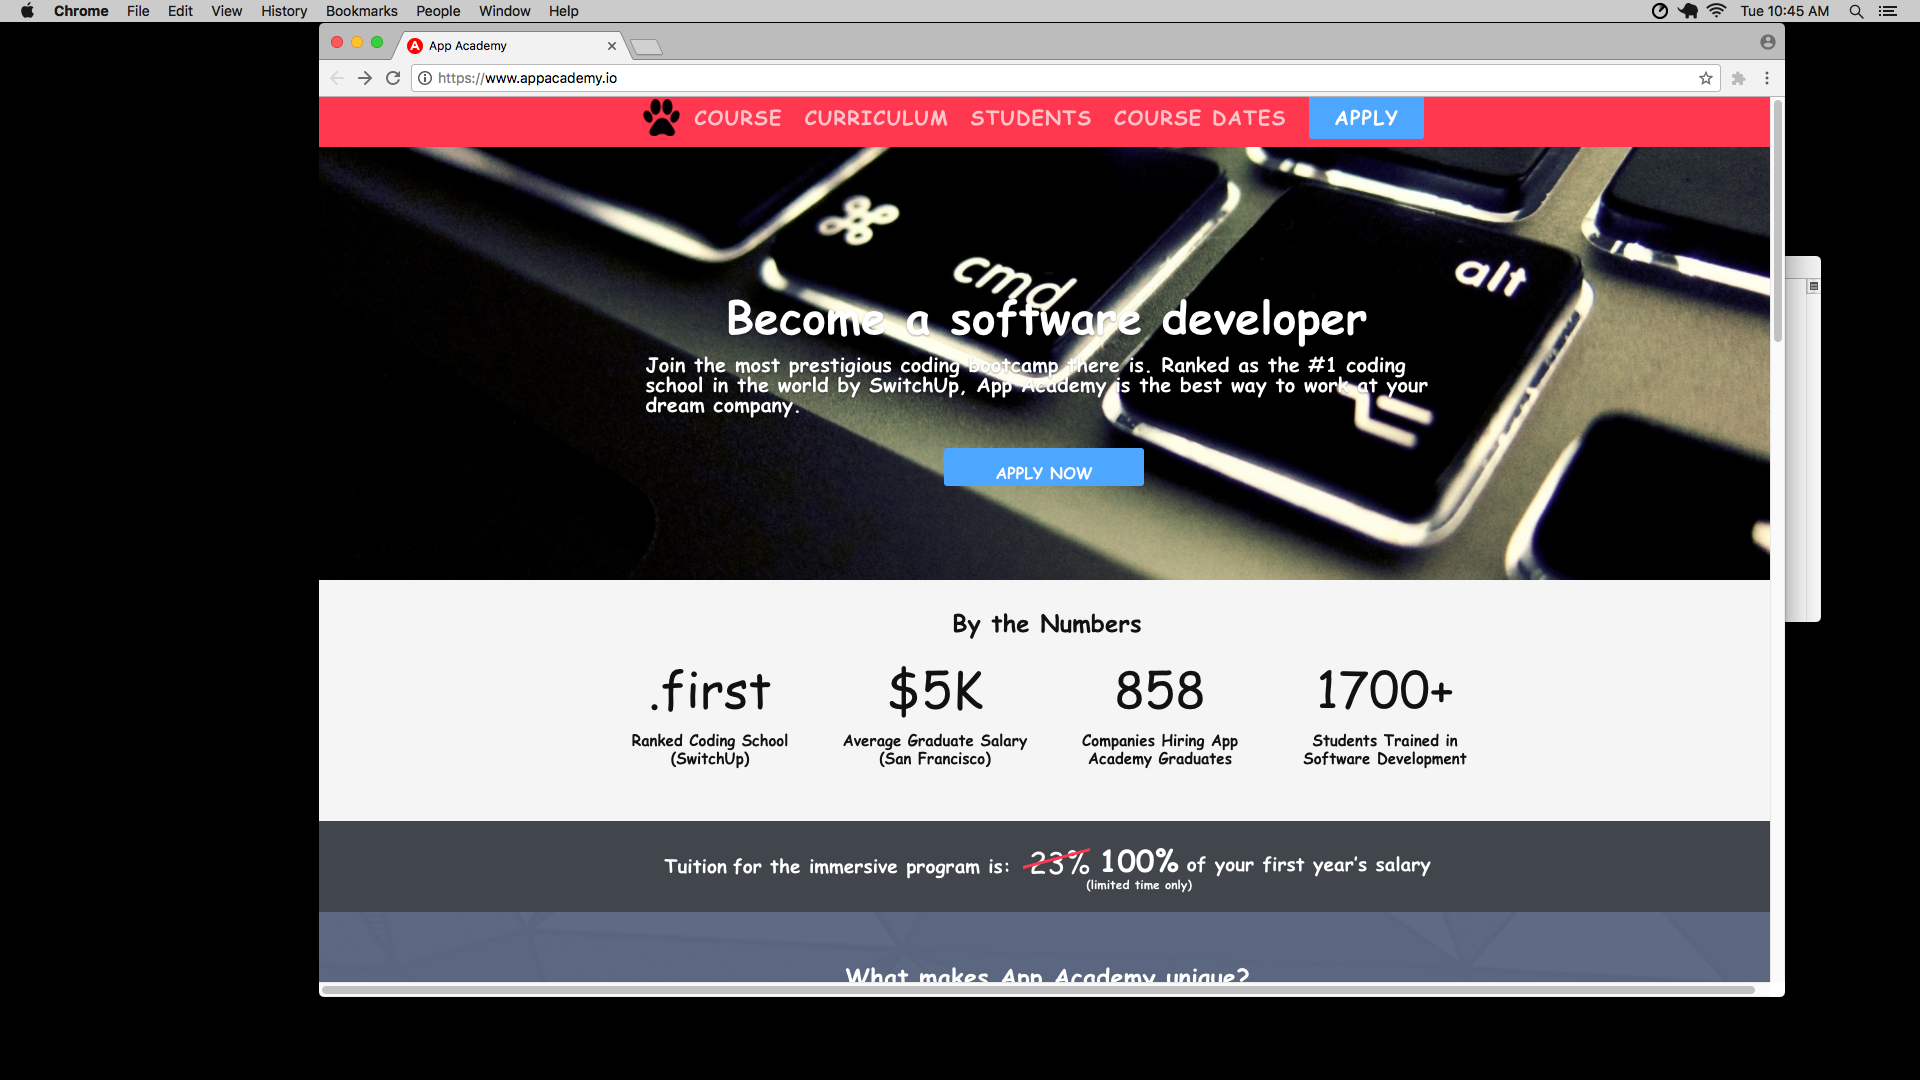 Chrome File Edit View History Bookmarks People Window Help Tue 10:45 AM
A App Academy
https://www.appacademy.io
COURSE CURRICULUM STUDENTS COURSE DATES APPLY
cmd
alt
Become a software developer
Join the most prestigious coding bootcamp there is. Ranked as the #1 coding
school in the world by SwitchUp, App Academy is the best way to work at your
dream company.
APPLY NOW
By the Numbers
.first $5K 858 1700+
Ranked Coding School Average Graduate Salary Companies Hiring App Students Trained in
(SwitchUp) (San Francisco) Academy Graduates Software Development
Tuition for the immersive program is: 23% 100% of your first year's salary
(limited time only)
What makes App Academy unique?